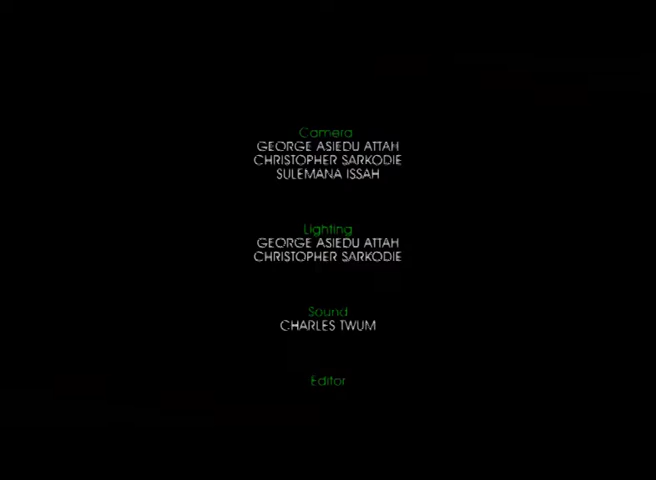 Camera
GEORGE ASIEDU ATTAH
CHRISTOPHER SARKODIE
SULEMANA ISSAH
Lighting
GEORGE ASIEDU ATTAH
CHRISTOPHER SARKODIE
Sound
CHARLES TWUM
Editor